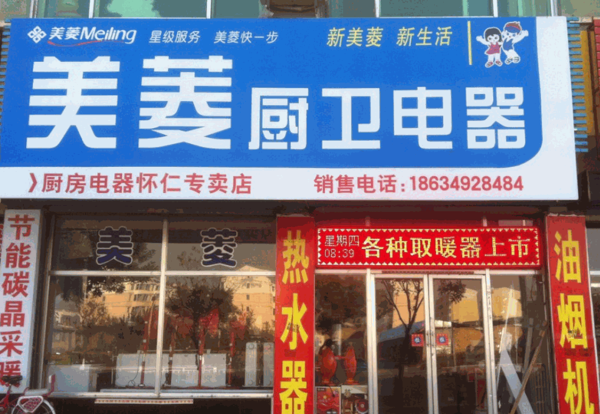 美菱Meiling 星级服务 美菱快一步 新美菱 新生活
美菱厨卫电器
》厨房电器怀仁专卖店 销售电话:18634928484
节能碳晶采暖
美菱
热水器
星期四
08:39
各种取暖器上市
油烟机